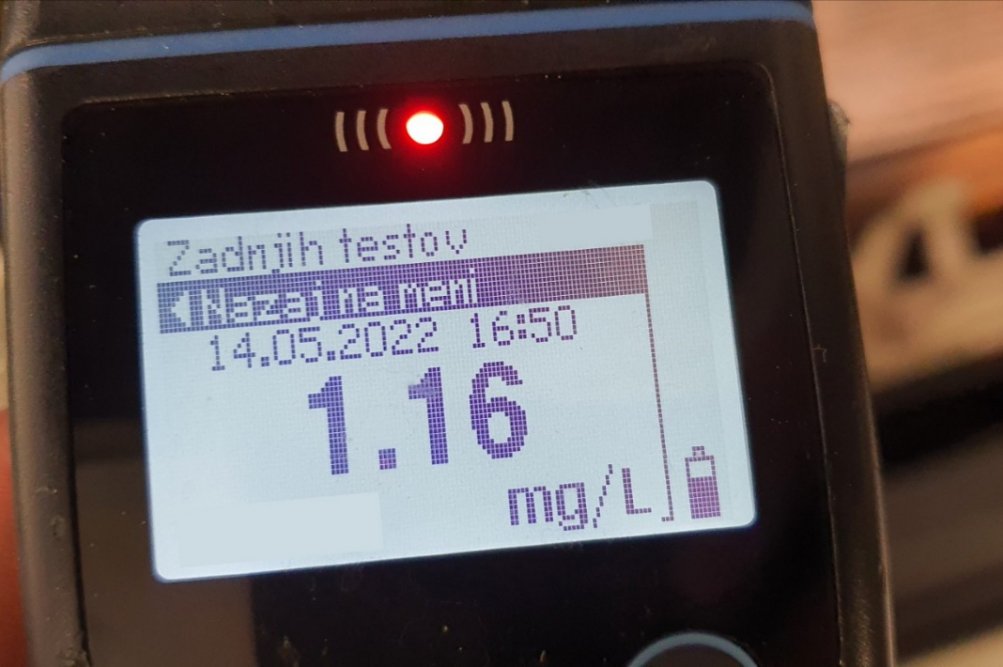 Zadnjih testov
Nazaj na meni
14.05.2022 16:50
1.16
mg/L